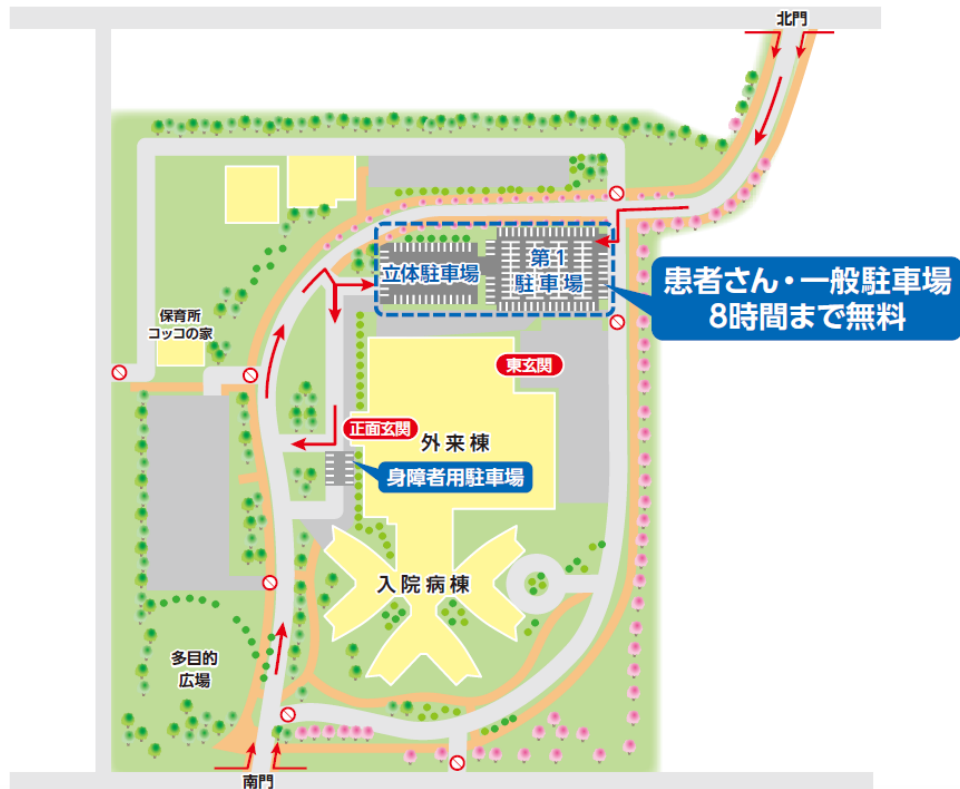 北門
立体駐車場
第1
駐車場
患者さん・一般駐車場
8時間まで無料
保育所
コッコの家
東玄関
正面玄関
外来棟
身障者用駐車場
入院病棟
多目的
広場
南門